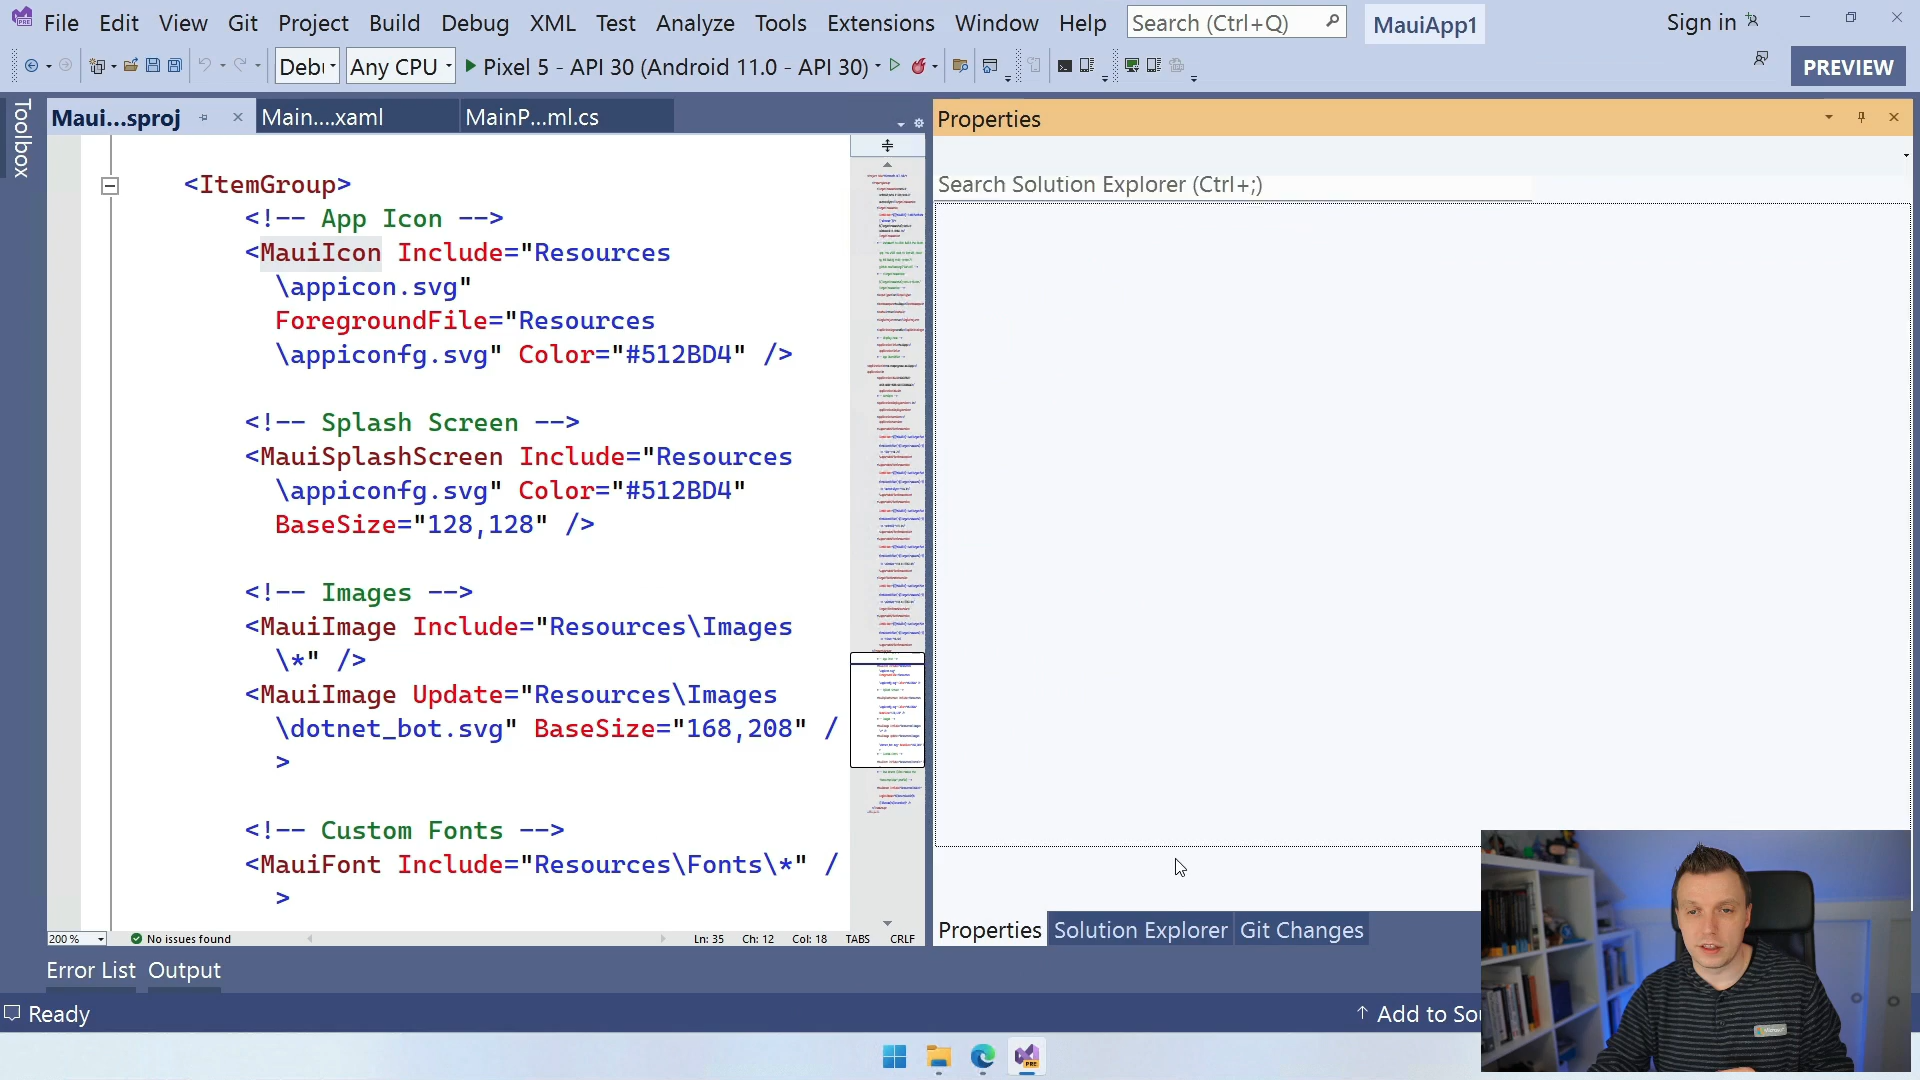 File Edit View Git Project Build Debug XML Test Analyze Tools Extensions Window Help Search (Ctrl+Q) MauiApp1 Sign in
Any CPU Pixel 5 - API 30 (Android 11.0 - API 30) PREVIEW
Toolbox
Maui...sproj Main....xaml MainP...ml.cs
Properties
Search Solution Explorer (Ctrl+;)
<ItemGroup>
<!-- App Icon -->
<MauiIcon Include="Resources
\appicon.svg"
ForegroundFile="Resources
\appiconfg.svg" Color="#512BD4" />
<!-- Splash Screen -->
<MauiSplashScreen Include="Resources
\appiconfg.svg" Color="#512BD4"
BaseSize="128,128" />
<!-- Images -->
<MauiImage Include="Resources\Images
\*" />
<MauiImage Update="Resources\Images
\dotnet_bot.svg" BaseSize="168,208" /
>
<!-- Custom Fonts -->
<MauiFont Include="Resources\Fonts\*" /
>
Properties Solution Explorer Git Changes
200 % No issues found Ln: 35 Ch: 12 Col: 18 TABS CRLF
Error List Output
Ready Add to Sou